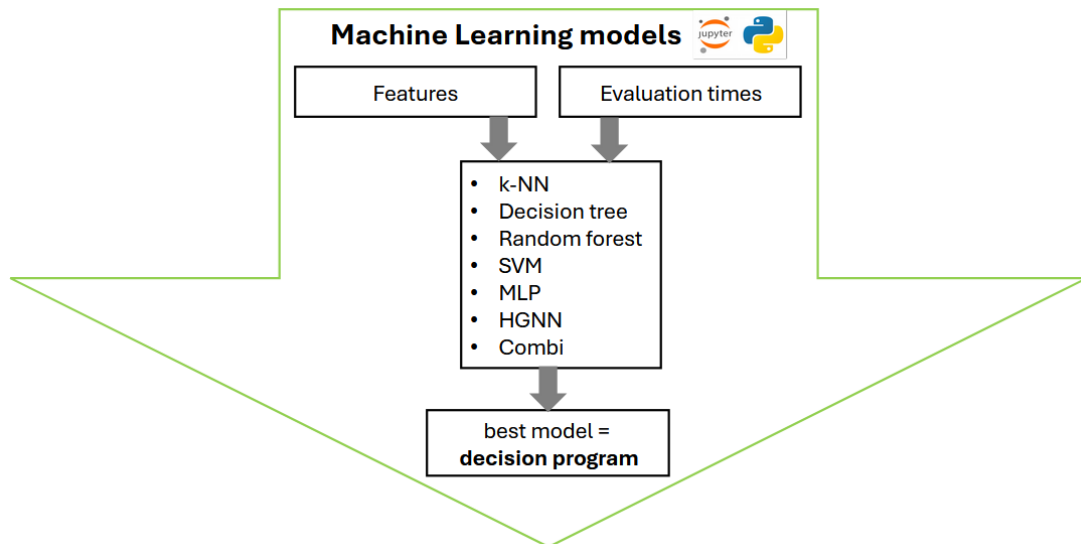 Machine Learning models
jupyter
Features
Evaluation times
• k-NN
• Decision tree
• Random forest
• SVM
• MLP
• HGNN
• Combi
best model =
decision program